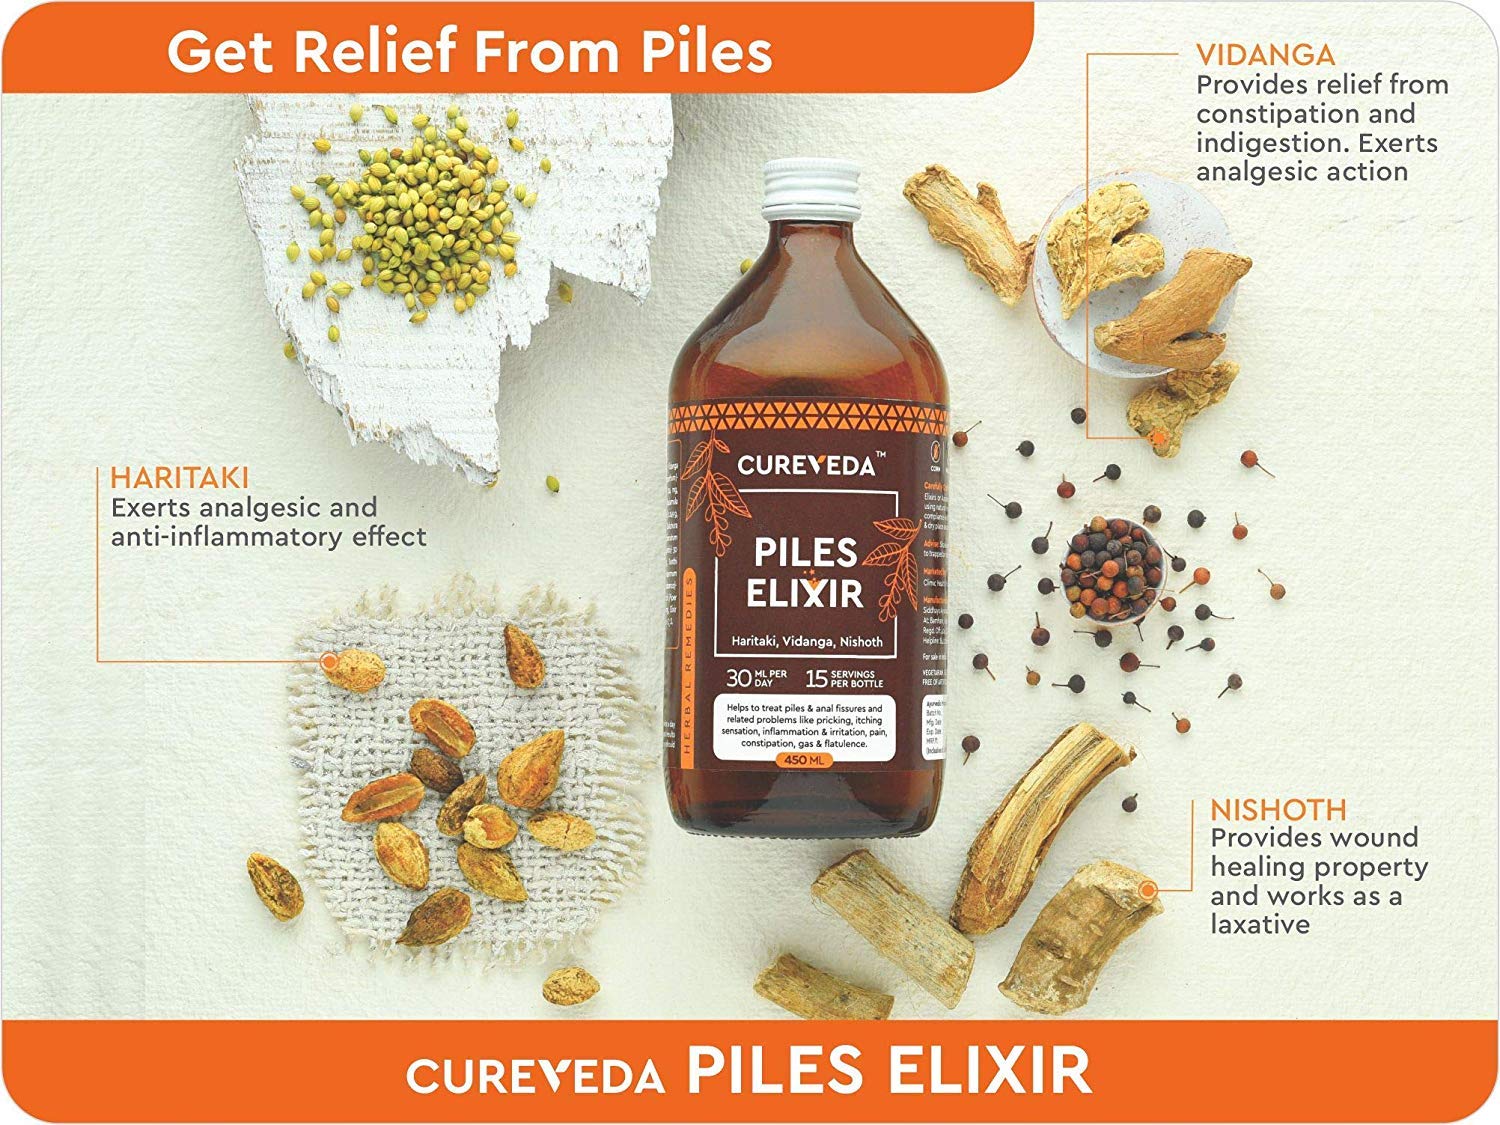 Get Relief From Piles
VIDANGA
Provides relief from
constipation and
indigestion. Exerts
analgesic action
HARITAKI
Exerts analgesic and
anti-inflammatory effect
CUREVEDA™
PILES
ELIXIR
Haritaki, Vidanga, Nishoth
30 ML PER DAY 15 SERVINGS PER BOTTLE
HERBAL REMEDIES
Helps to treat piles & anal fissures and
related problems like pricking, itching
sensation, inflammation & irritation, pain,
constipation, gas & flatulence.
450 ML
NISHOTH
Provides wound
healing property
and works as a
laxative
CUREVEDA PILES ELIXIR